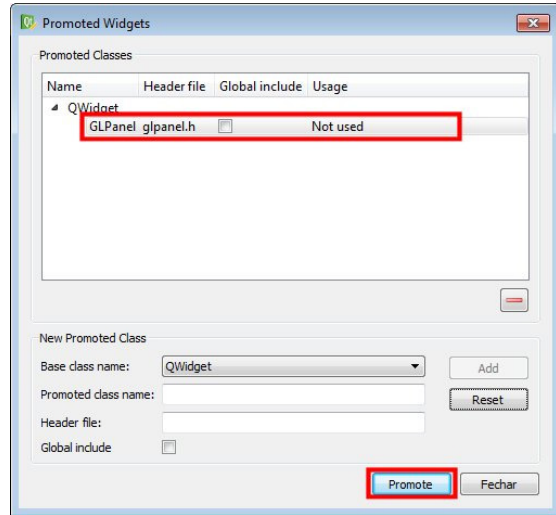 Promoted Widgets
Promoted Classes
Name Header file Global include Usage
QWidget
GLPanel glpanel.h Not used
New Promoted Class
Base class name: QWidget Add
Promoted class name: Reset
Header file:
Global include
Promote Fechar